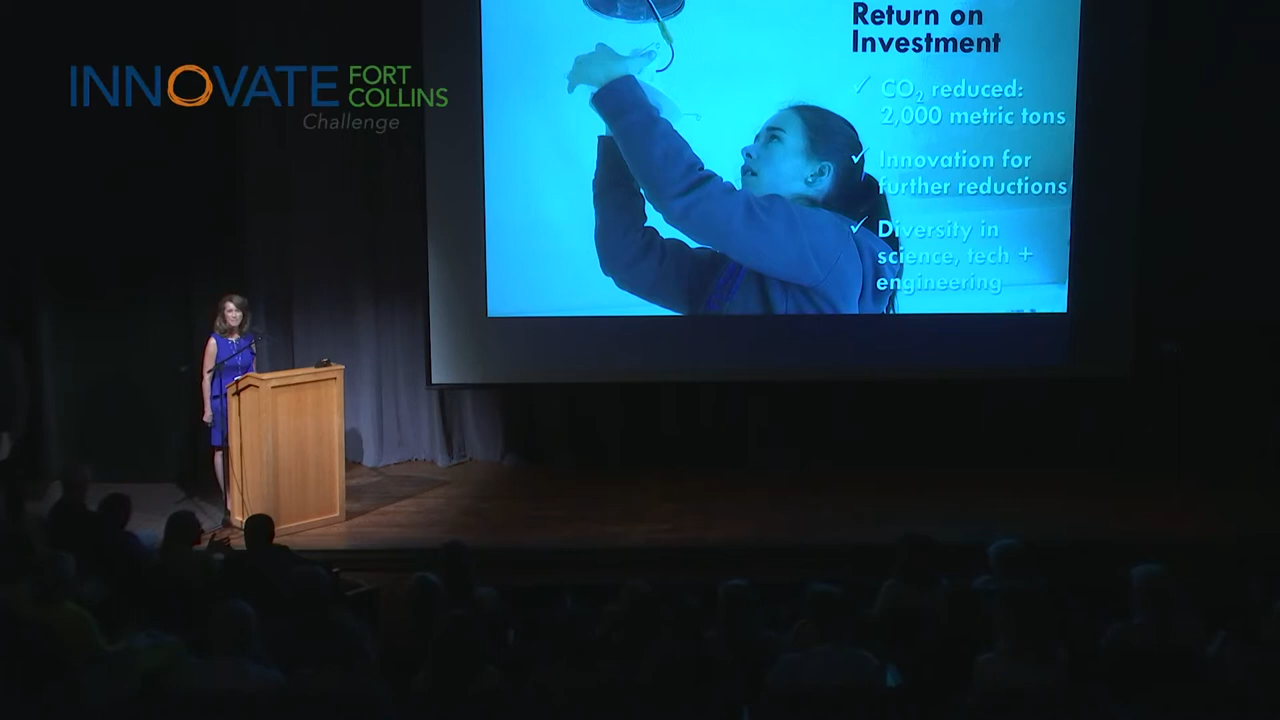 INNOVATE FORT COLLINS
Challenge
Return on
Investment
✓ CO₂ reduced:
2,000 metric tons
✓ Innovation for
further reductions
✓ Diversity in
science, tech +
engineering